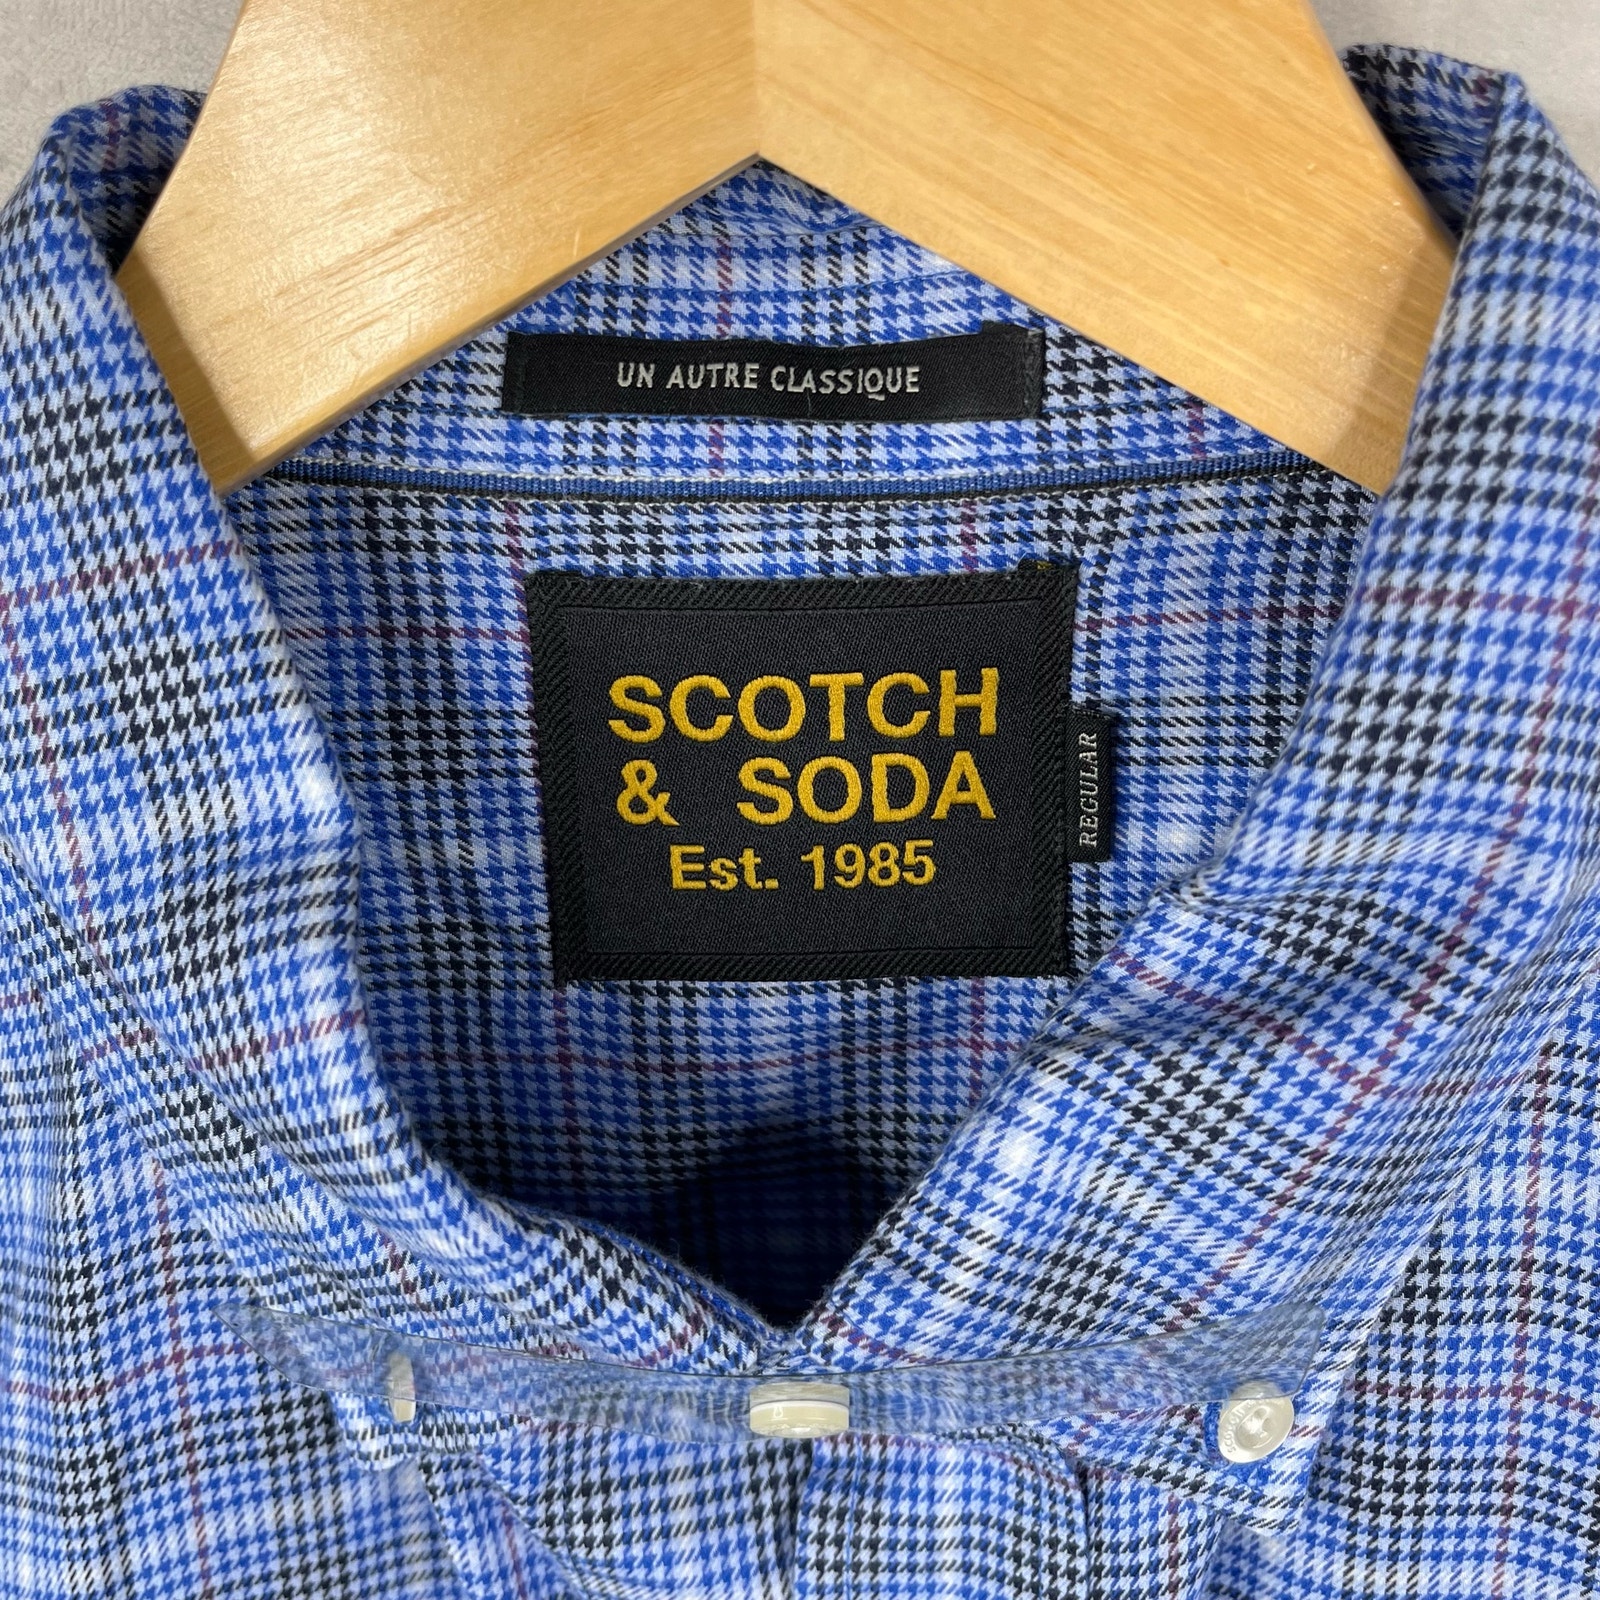 UN AUTRE CLASSIQUE
SCOTCH
& SODA
Est. 1985
REGULAR